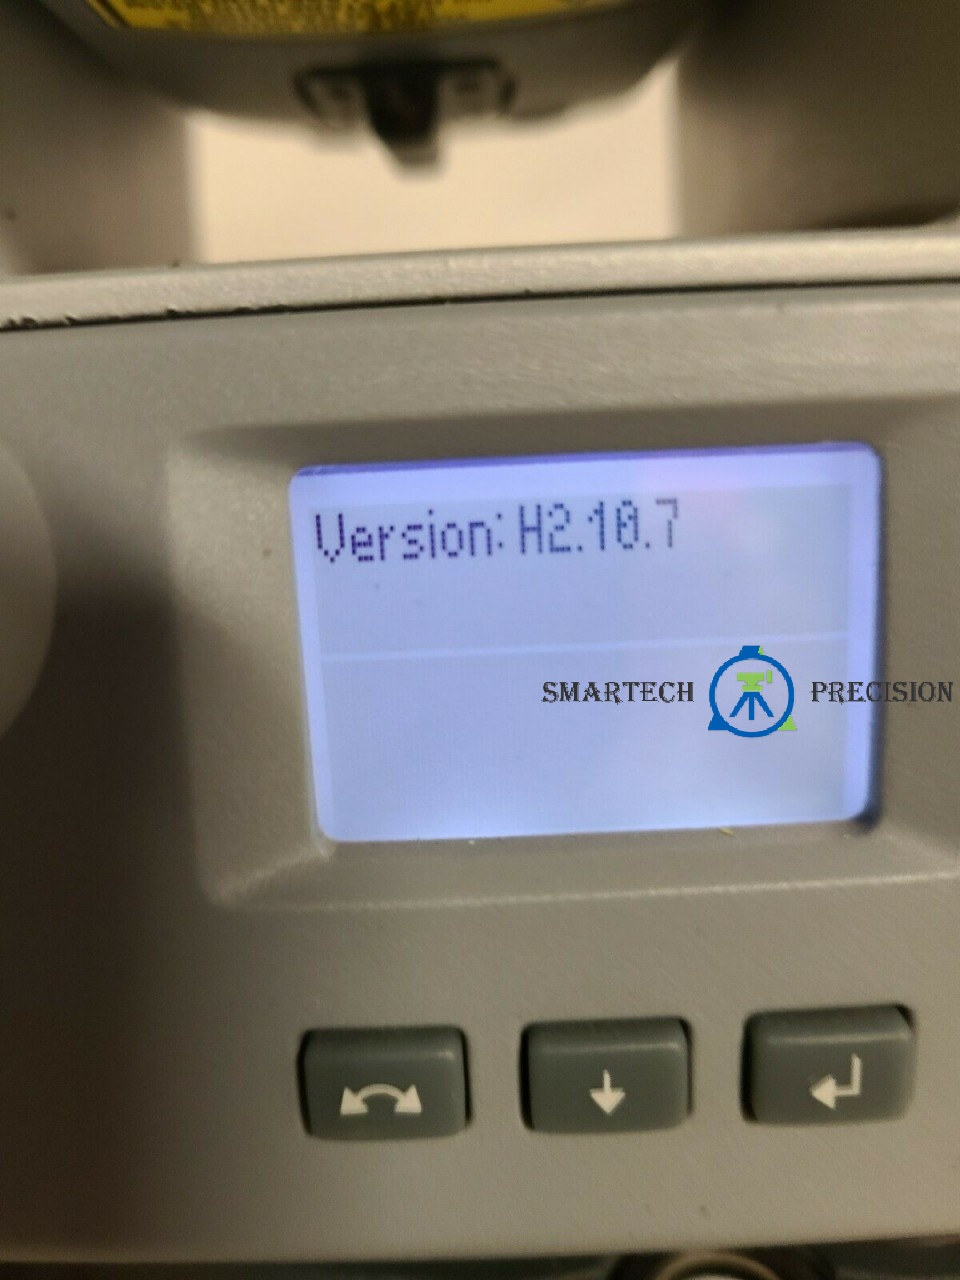 Version: H2.10.7
SMARTECH PRECISION